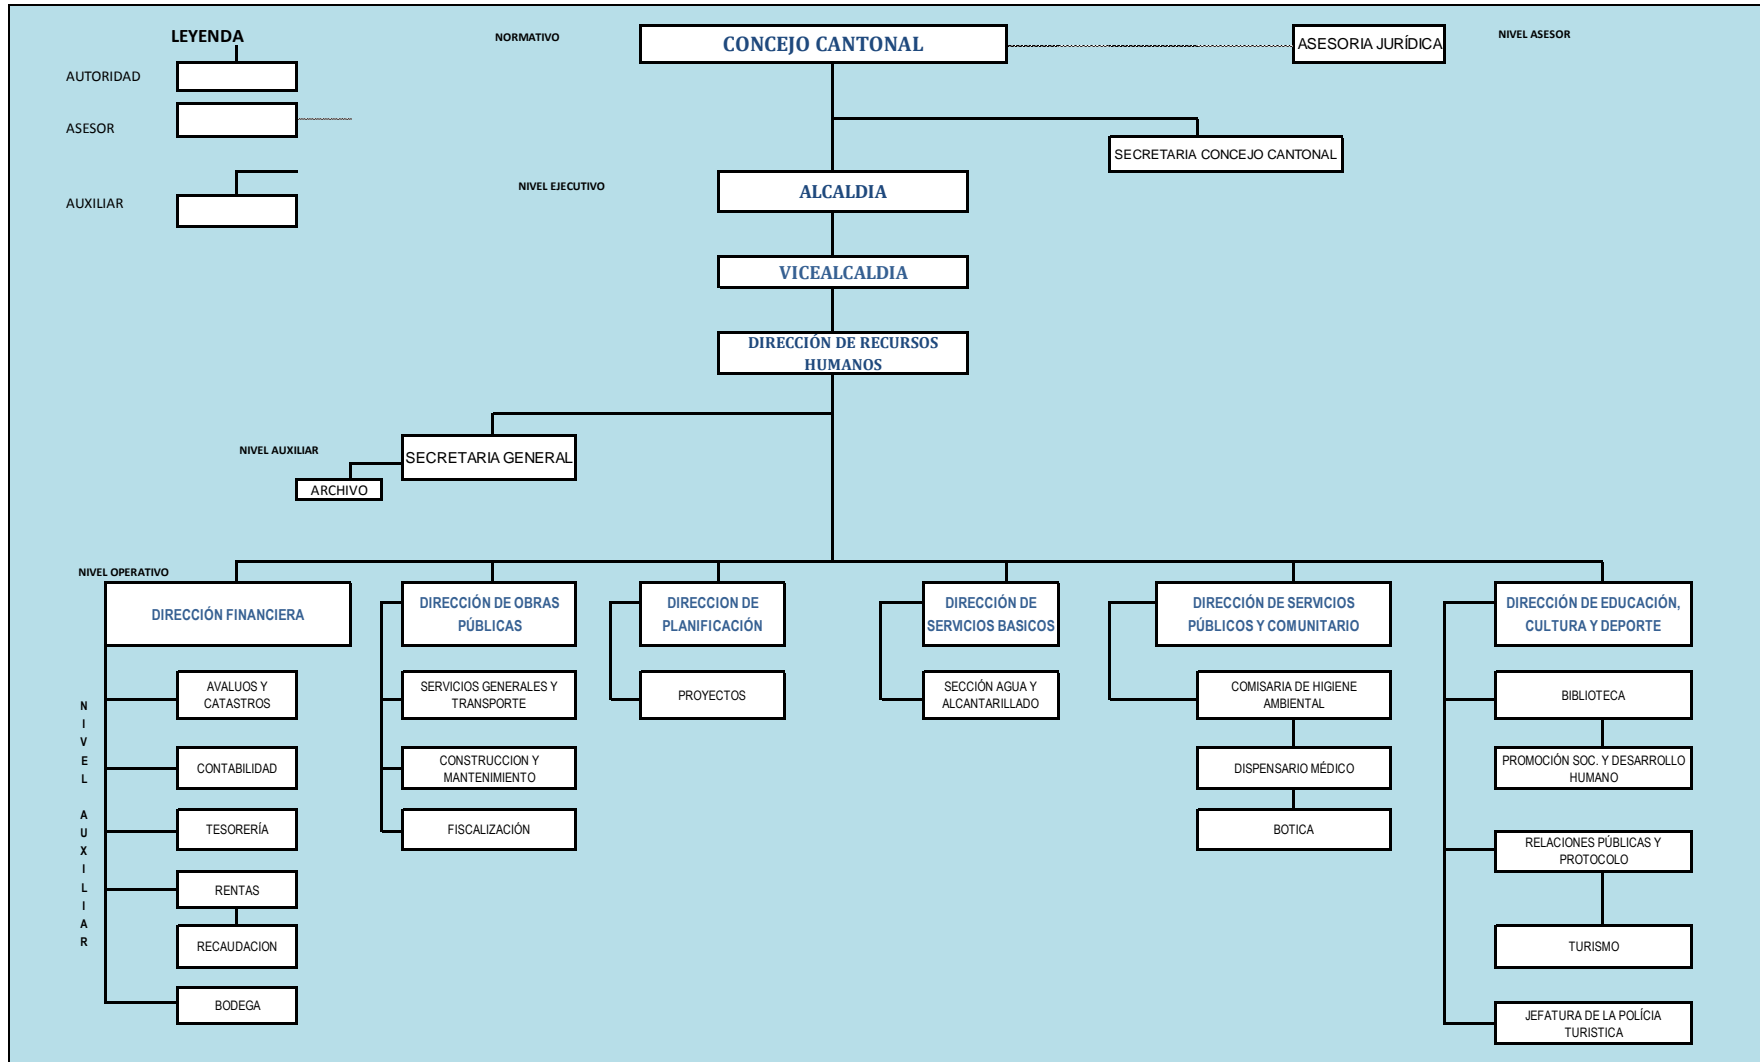 LEYENDA
NORMATIVO
CONCEJO CANTONAL
ASESORIA JURÍDICA
NIVEL ASESOR
AUTORIDAD
ASESOR
SECRETARIA CONCEJO CANTONAL
AUXILIAR
NIVEL EJECUTIVO
ALCALDIA
VICEALCALDIA
DIRECCIÓN DE RECURSOS
HUMANOS
NIVEL AUXILIAR
SECRETARIA GENERAL
ARCHIVO
NIVEL OPERATIVO
DIRECCIÓN FINANCIERA
DIRECCIÓN DE OBRAS
PÚBLICAS
DIRECCION DE
PLANIFICACIÓN
DIRECCIÓN DE
SERVICIOS BASICOS
DIRECCIÓN DE SERVICIOS
PÚBLICOS Y COMUNITARIO
DIRECCIÓN DE EDUCACIÓN,
CULTURA Y DEPORTE
NIVEL AUXILIAR
AVALUOS Y
CATASTROS
CONTABILIDAD
TESORERÍA
RENTAS
RECAUDACION
BODEGA
SERVICIOS GENERALES Y
TRANSPORTE
CONSTRUCCION Y
MANTENIMIENTO
FISCALIZACIÓN
PROYECTOS
SECCIÓN AGUA Y
ALCANTARILLADO
COMISARIA DE HIGIENE
AMBIENTAL
DISPENSARIO MÉDICO
BOTICA
BIBLIOTECA
PROMOCIÓN SOC. Y DESARROLLO
HUMANO
RELACIONES PÚBLICAS Y
PROTOCOLO
TURISMO
JEFATURA DE LA POLÍCIA
TURISTICA